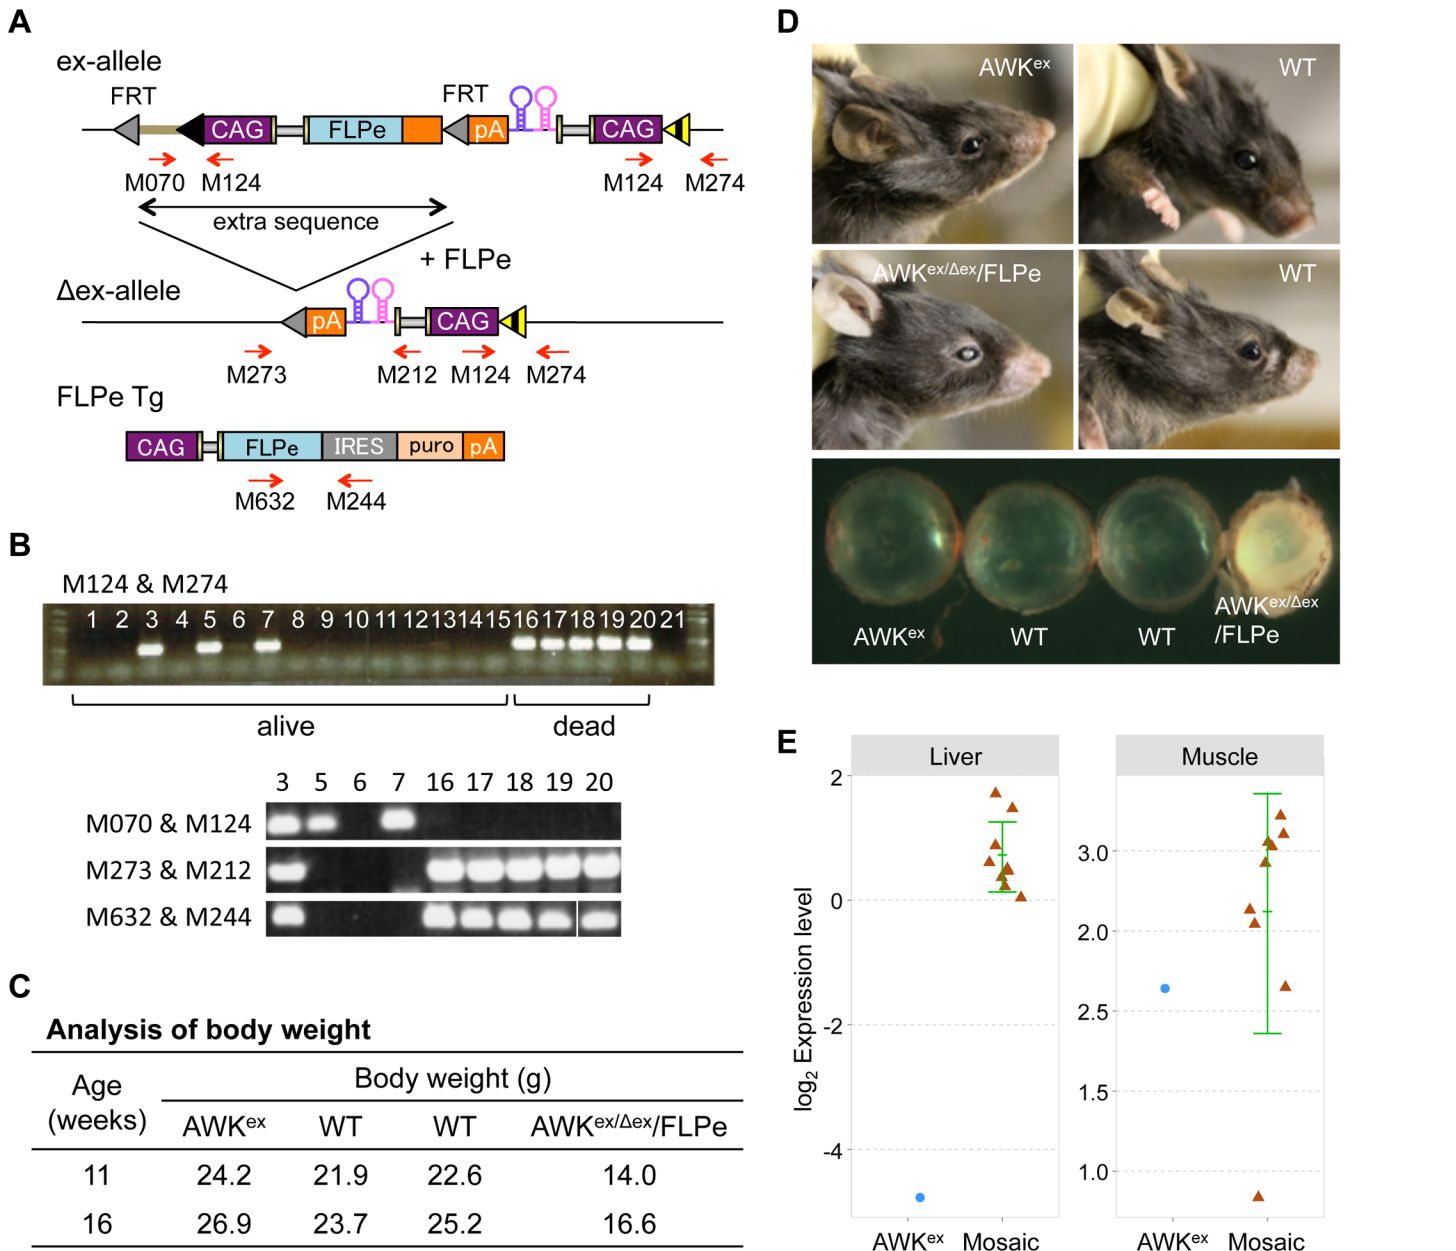 A
ex-allele
FRT
FRT
CAG
FLPe
pA
CAG
M070
M124
M124
M274
extra sequence
+ FLPe
Δex-allele
pA
CAG
M273
M212
M124
M274
FLPe Tg
CAG
FLPe
IRES
puro
pA
M632
M244
B
M124 & M274
1 2 3 4 5 6 7 8 9 10 11 12 13 14 15 16 17 18 19 20 21
alive
dead
3 5 6 7 16 17 18 19 20
M070 & M124
M273 & M212
M632 & M244
C
Analysis of body weight
Age
(weeks)
Body weight (g)
AWKex WT WT AWKex/Δex/FLPe
11 24.2 21.9 22.6 14.0
16 26.9 23.7 25.2 16.6
D
AWKex
WT
AWKex/Δex/FLPe
WT
AWKex
WT
WT
AWKex/Δex
/FLPe
E
Liver
Muscle
log2 Expression level
2
0
-2
-4
3.0
2.0
2.5
1.5
1.0
AWKex Mosaic
AWKex Mosaic